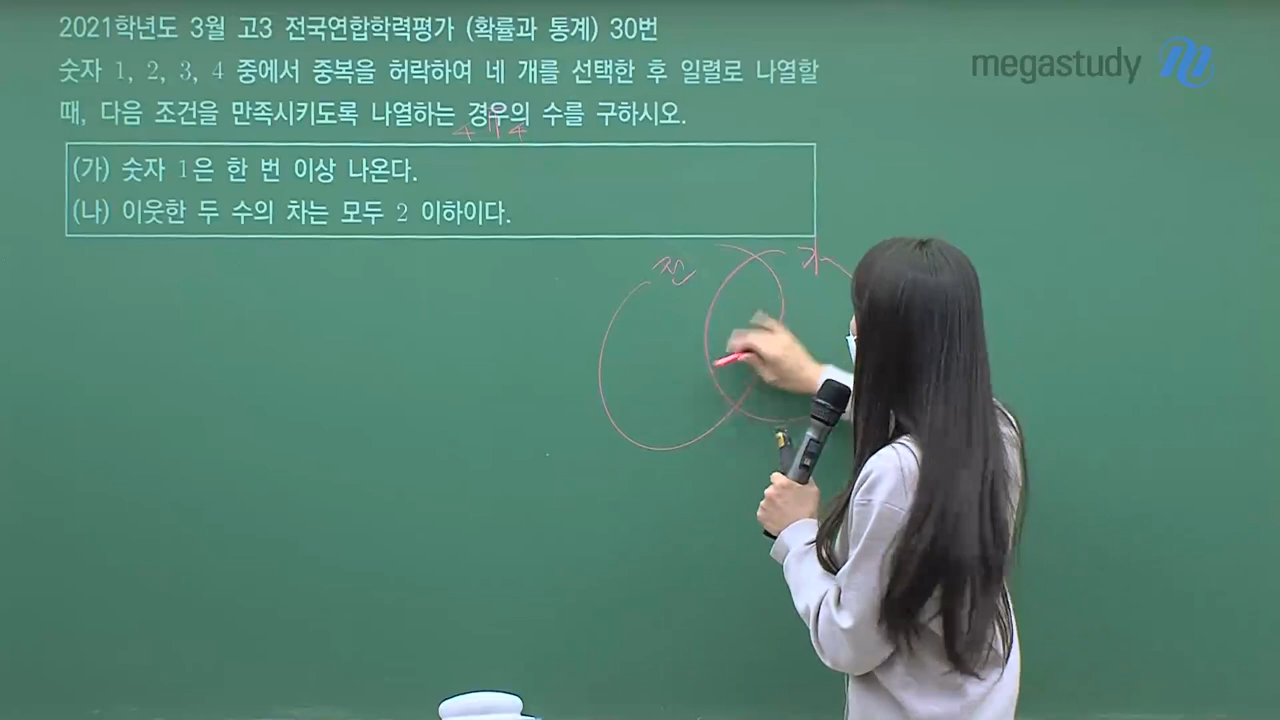 2021학년도 3월 고3 전국연합학력평가 (확률과 통계) 30번
megastudy
숫자 1, 2, 3, 4 중에서 중복을 허락하여 네 개를 선택한 후 일렬로 나열할
때, 다음 조건을 만족시키도록 나열하는 경우의 수를 구하시오.
4 4
(가) 숫자 1은 한 번 이상 나온다.
(나) 이웃한 두 수의 차는 모두 2 이하이다.
전 가